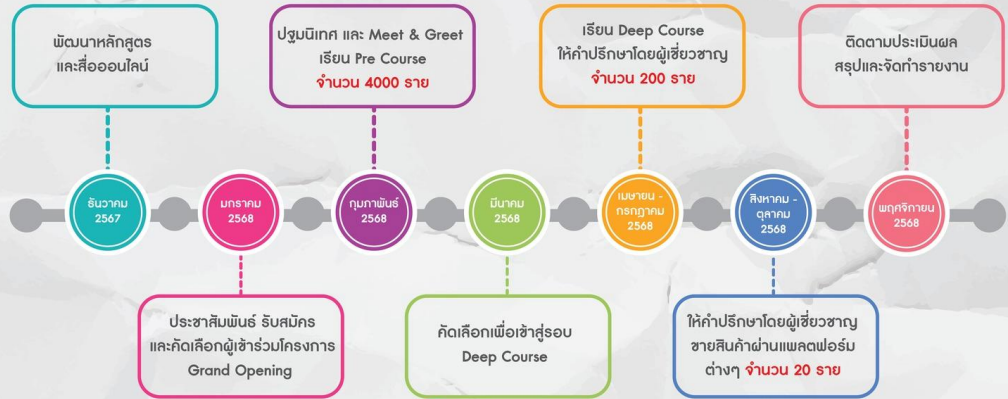 พัฒนาหลักสูตร
และสื่อออนไลน์
ปฐมนิเทศ และ Meet & Greet
เรียน Pre Course
จำนวน 4000 ราย
เรียน Deep Course
ให้คำปรึกษาโดยผู้เชี่ยวชาญ
จำนวน 200 ราย
ติดตามประเมินผล
สรุปและจัดทำรายงาน
ธันวาคม
2567
มกราคม
2568
กุมภาพันธ์
2568
มีนาคม
2568
เมษายน -
กรกฎาคม
2568
สิงหาคม -
ตุลาคม
2568
พฤศจิกายน
2568
ประชาสัมพันธ์ รับสมัคร
และคัดเลือกผู้เข้าร่วมโครงการ
Grand Opening
คัดเลือกเพื่อเข้าสู่รอบ
Deep Course
ให้คำปรึกษาโดยผู้เชี่ยวชาญ
ขายสินค้าผ่านแพลตฟอร์ม
ต่างๆ จำนวน 20 ราย